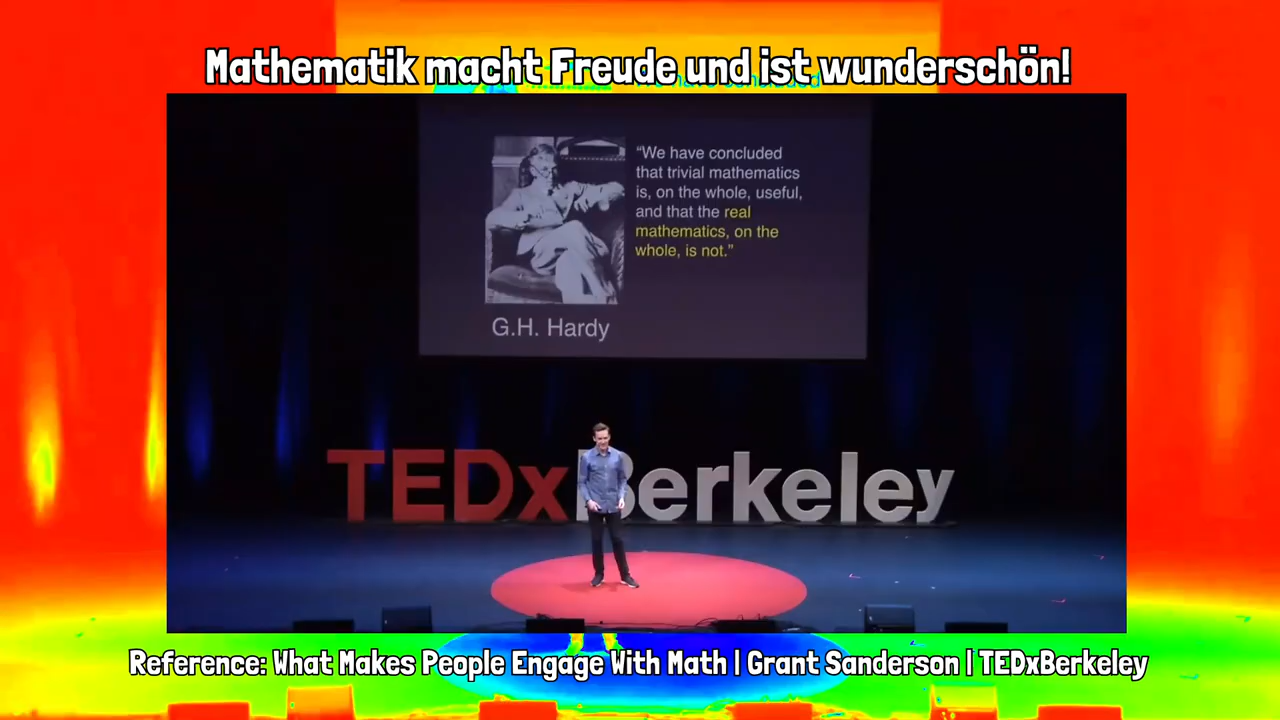 Mathematik macht Freude und ist wunderschön!
“We have concluded
that trivial mathematics
is, on the whole, useful,
and that the real
mathematics, on the
whole, is not.”
G.H. Hardy
TEDxBerkeley
Reference: What Makes People Engage With Math | Grant Sanderson | TEDxBerkeley